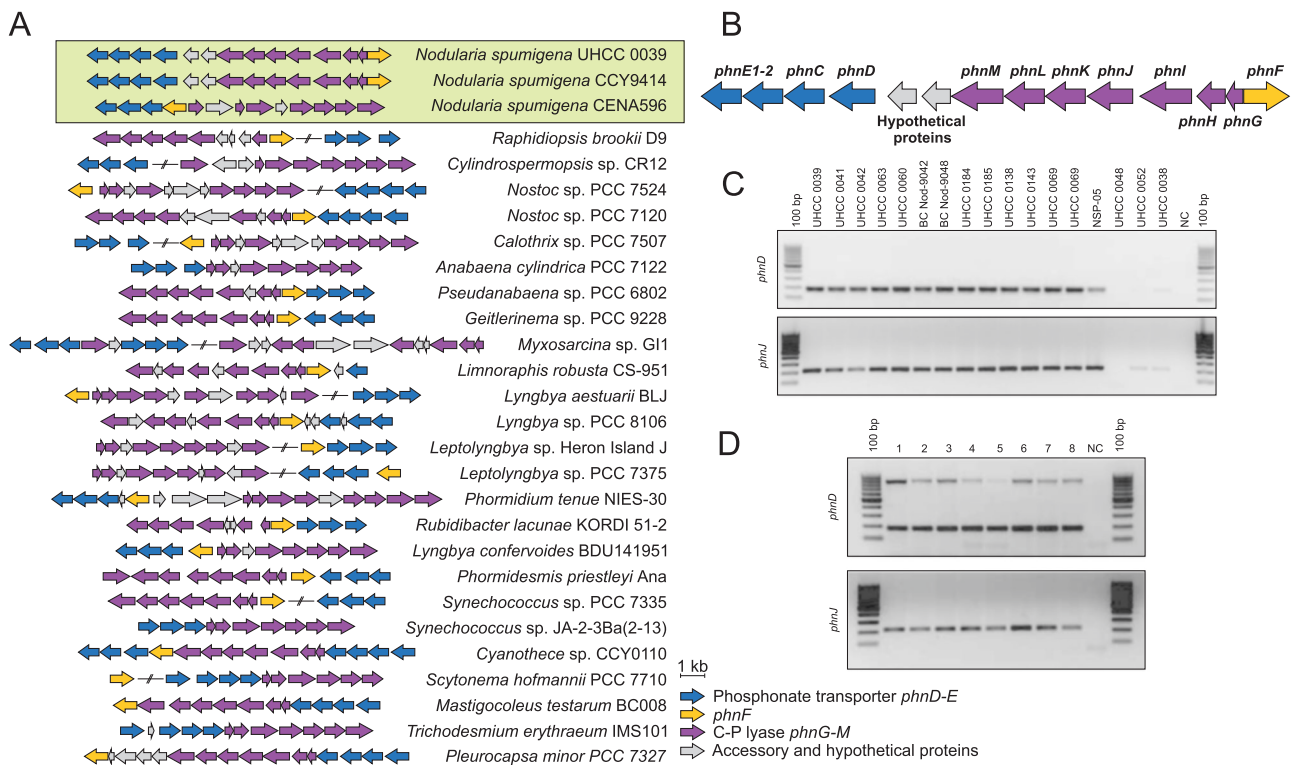 A
Nodularia spumigena UHCC 0039
Nodularia spumigena CCY9414
Nodularia spumigena CENA596
Raphidiopsis brookii D9
Cylindrospermopsis sp. CR12
Nostoc sp. PCC 7524
Nostoc sp. PCC 7120
Calothrix sp. PCC 7507
Anabaena cylindrica PCC 7122
Pseudanabaena sp. PCC 6802
Geitlerinema sp. PCC 9228
Myxosarcina sp. GI1
Limnoraphis robusta CS-951
Lyngbya aestuarii BLJ
Lyngbya sp. PCC 8106
Leptolyngbya sp. Heron Island J
Leptolyngbya sp. PCC 7375
Phormidium tenue NIES-30
Rubidibacter lacunae KORDI 51-2
Lyngbya confervoides BDU141951
Phormidesmis priestleyi Ana
Synechococcus sp. PCC 7335
Synechococcus sp. JA-2-3Ba(2-13)
Cyanothece sp. CCY0110
Scytonema hofmannii PCC 7710
Mastigocoleus testarum BC008
Trichodesmium erythraeum IMS101
Pleurocapsa minor PCC 7327
1 kb
Phosphonate transporter phnD-E
phnF
C-P lyase phnG-M
Accessory and hypothetical proteins
B
phnE1-2 phnC phnD phnM phnL phnK phnJ phnI phnF
Hypothetical
proteins
phnH phnG
C
100 bp
UHCC 0039
UHCC 0041
UHCC 0042
UHCC 0063
UHCC 0060
BC Nod-9042
BC Nod-9048
UHCC 0184
UHCC 0185
UHCC 0138
UHCC 0143
UHCC 0069
UHCC 0069
NSP-05
UHCC 0048
UHCC 0052
UHCC 0038
NC
100 bp
phnD
phnJ
D
100 bp
1 2 3 4 5 6 7 8 NC
100 bp
phnD
phnJ